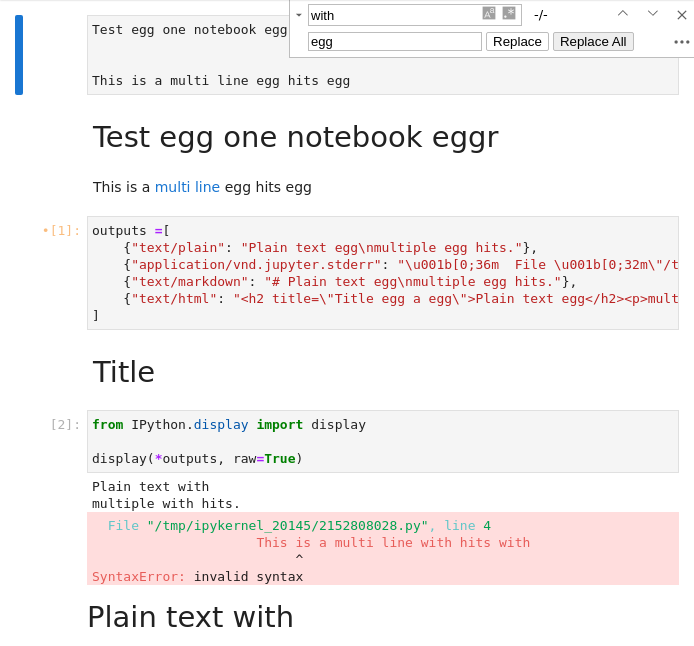 Test egg one notebook egg
with
-/-
egg
Replace
Replace All
This is a multi line egg hits egg
Test egg one notebook eggr
This is a multi line egg hits egg
•[1]:
outputs =[
{"text/plain": "Plain text egg\nmultiple egg hits."},
{"application/vnd.jupyter.stderr": "\u001b[0;36m  File \u001b[0;32m\"/t
{"text/markdown": "# Plain text egg\nmultiple egg hits."},
{"text/html": "<h2 title=\"Title egg a egg\">Plain text egg</h2><p>mult
]
Title
[2]:
from IPython.display import display
display(*outputs, raw=True)
Plain text with
multiple with hits.
File "/tmp/ipykernel_20145/2152808028.py", line 4
This is a multi line with hits with
^
SyntaxError: invalid syntax
Plain text with